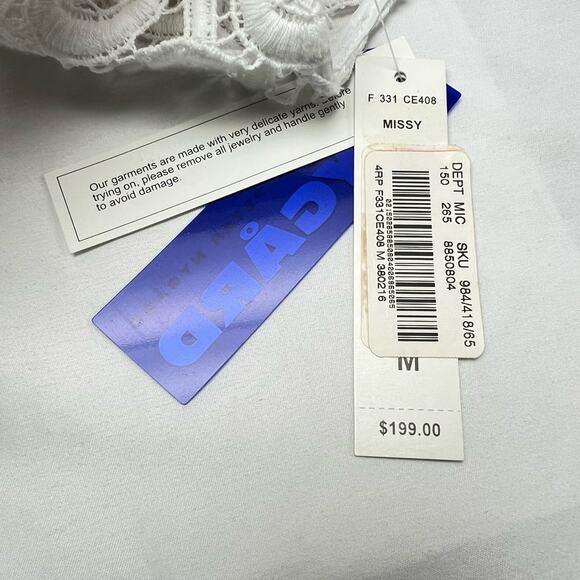 F 331 CE408
MISSY
Our garments are made with very delicate yarns. Before
trying on, please remove all jewelry and handle gently
to avoid damage.
DEPT MIC SKU 984/418/65
150 265 8850804
4RP F331CE408 M 380216
M
$199.00
GÅRD